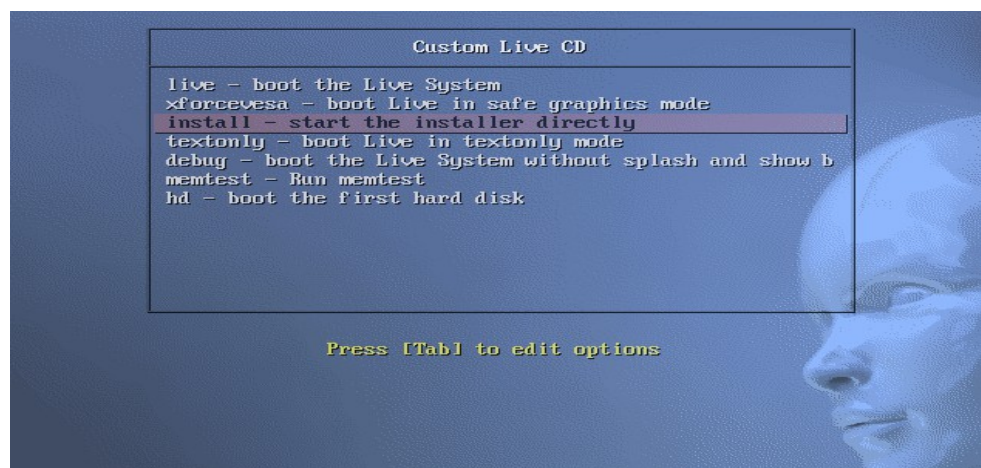 Custom Live CD
live - boot the Live System
xforcevesa - boot Live in safe graphics mode
install - start the installer directly
textonly - boot Live in textonly mode
debug - boot the Live System without splash and show b
memtest - Run memtest
hd - boot the first hard disk
Press [Tab] to edit options